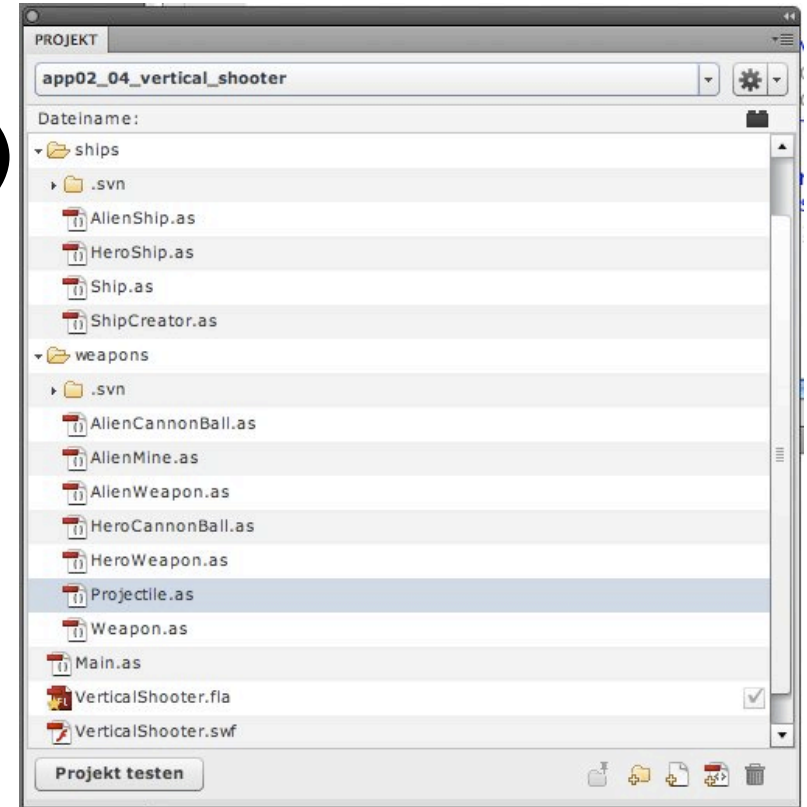 PROJEKT
app02_04_vertical_shooter
Dateiname:
ships
.svn
AlienShip.as
HeroShip.as
Ship.as
ShipCreator.as
weapons
.svn
AlienCannonBall.as
AlienMine.as
AlienWeapon.as
HeroCannonBall.as
HeroWeapon.as
Projectile.as
Weapon.as
Main.as
VerticalShooter.fla
VerticalShooter.swf
Projekt testen